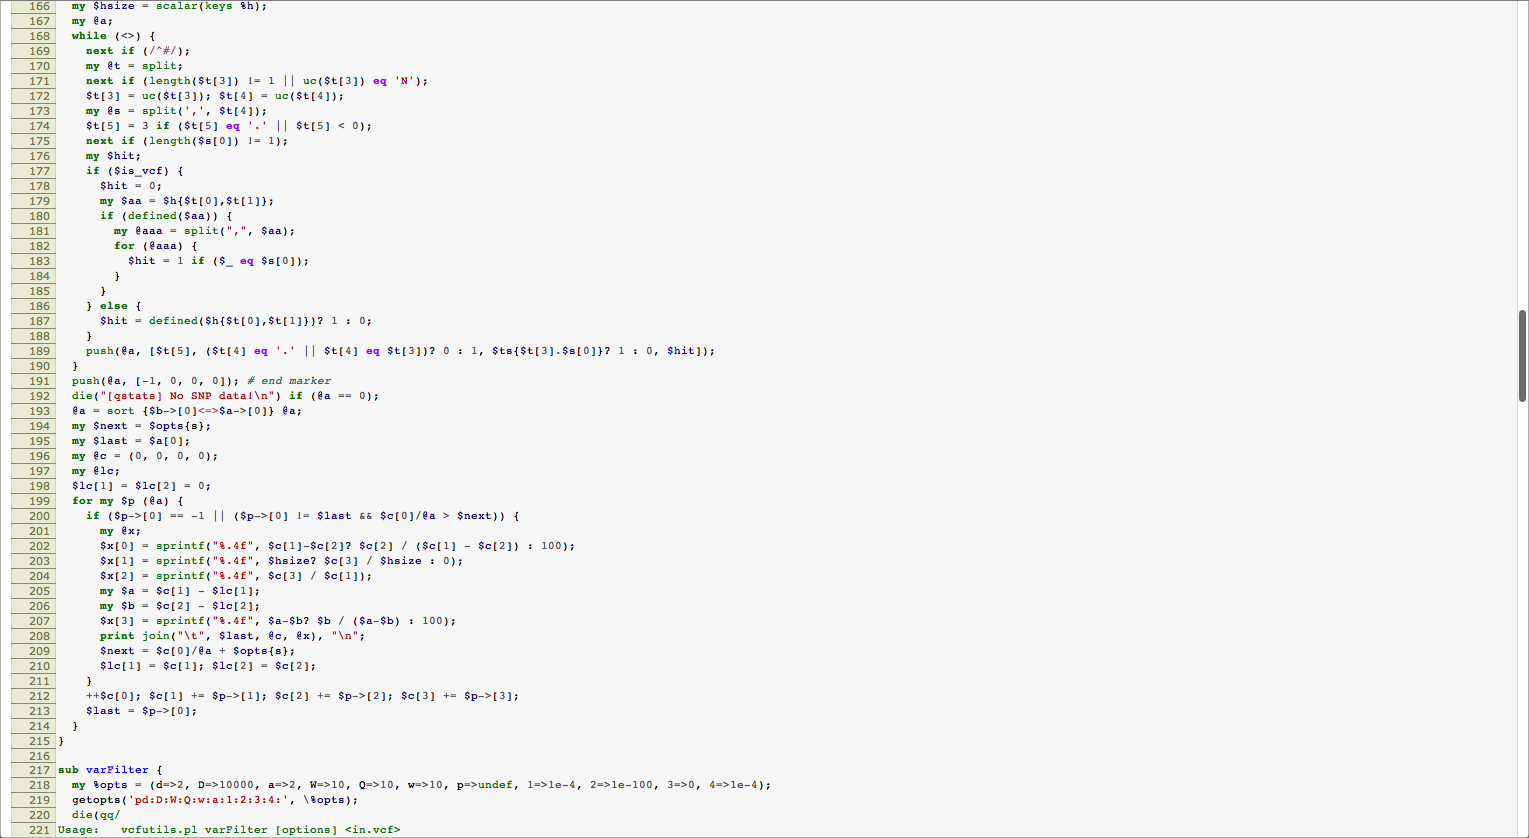 166 my $hsize = scalar(keys %h);
167 my @a;
168 while (<>) {
169 next if (/^#/);
170 my @t = split;
171 next if (length($t[3]) != 1 || uc($t[3]) eq 'N');
172 $t[3] = uc($t[3]); $t[4] = uc($t[4]);
173 my @s = split(',', $t[4]);
174 $t[5] = 3 if ($t[5] eq '.' || $t[5] < 0);
175 next if (length($s[0]) != 1);
176 my $hit;
177 if ($is_vcf) {
178 $hit = 0;
179 my $aa = $h{$t[0],$t[1]};
180 if (defined($aa)) {
181 my @aaa = split(",", $aa);
182 for (@aaa) {
183 $hit = 1 if ($_ eq $s[0]);
184 }
185 }
186 } else {
187 $hit = defined($h{$t[0],$t[1]})? 1 : 0;
188 }
189 push(@a, [$t[5], ($t[4] eq '.' || $t[4] eq $t[3])? 0 : 1, $ts{$t[3].$s[0]}? 1 : 0, $hit]);
190 }
191 push(@a, [-1, 0, 0, 0]); # end marker
192 die("[qstats] No SNP data!\n") if (@a == 0);
193 @a = sort {$b->[0]<=>$a->[0]} @a;
194 my $next = $opts{s};
195 my $last = $a[0];
196 my @c = (0, 0, 0, 0);
197 my @lc;
198 $lc[1] = $lc[2] = 0;
199 for my $p (@a) {
200 if ($p->[0] == -1 || ($p->[0] != $last && $c[0]/@a > $next)) {
201 my @x;
202 $x[0] = sprintf("%.4f", $c[1]-$c[2]? $c[2] / ($c[1] - $c[2]) : 100);
203 $x[1] = sprintf("%.4f", $hsize? $c[3] / $hsize : 0);
204 $x[2] = sprintf("%.4f", $c[3] / $c[1]);
205 my $a = $c[1] - $lc[1];
206 my $b = $c[2] - $lc[2];
207 $x[3] = sprintf("%.4f", $a-$b? $b / ($a-$b) : 100);
208 print join("\t", $last, @c, @x), "\n";
209 $next = $c[0]/@a + $opts{s};
210 $lc[1] = $c[1]; $lc[2] = $c[2];
211 }
212 ++$c[0]; $c[1] += $p->[1]; $c[2] += $p->[2]; $c[3] += $p->[3];
213 $last = $p->[0];
214 }
215 }
216
217 sub varFilter {
218 my %opts = (d=>2, D=>10000, a=>2, W=>10, Q=>10, w=>10, p=>undef, 1=>1e-4, 2=>1e-100, 3=>0, 4=>1e-4);
219 getopts('pd:D:W:Q:w:a:1:2:3:4:', \%opts);
220 die(qq/
221 Usage: vcfutils.pl varFilter [options] <in.vcf>